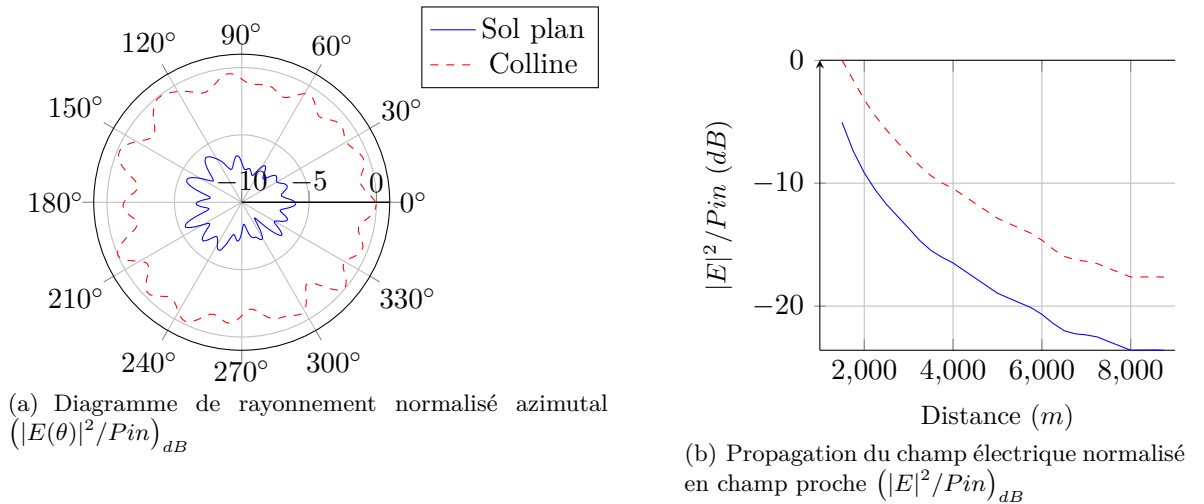 Sol plan
Colline
90°
120°
60°
150°
30°
180°
−10
−5
0
0°
210°
330°
240°
300°
270°
(a) Diagramme de rayonnement normalisé azimutal
(|E(θ)|²/Pin)_dB
0
−10
−20
|E|²/Pin (dB)
2,000
4,000
6,000
8,000
Distance (m)
(b) Propagation du champ électrique normalisé
en champ proche (|E|²/Pin)_dB